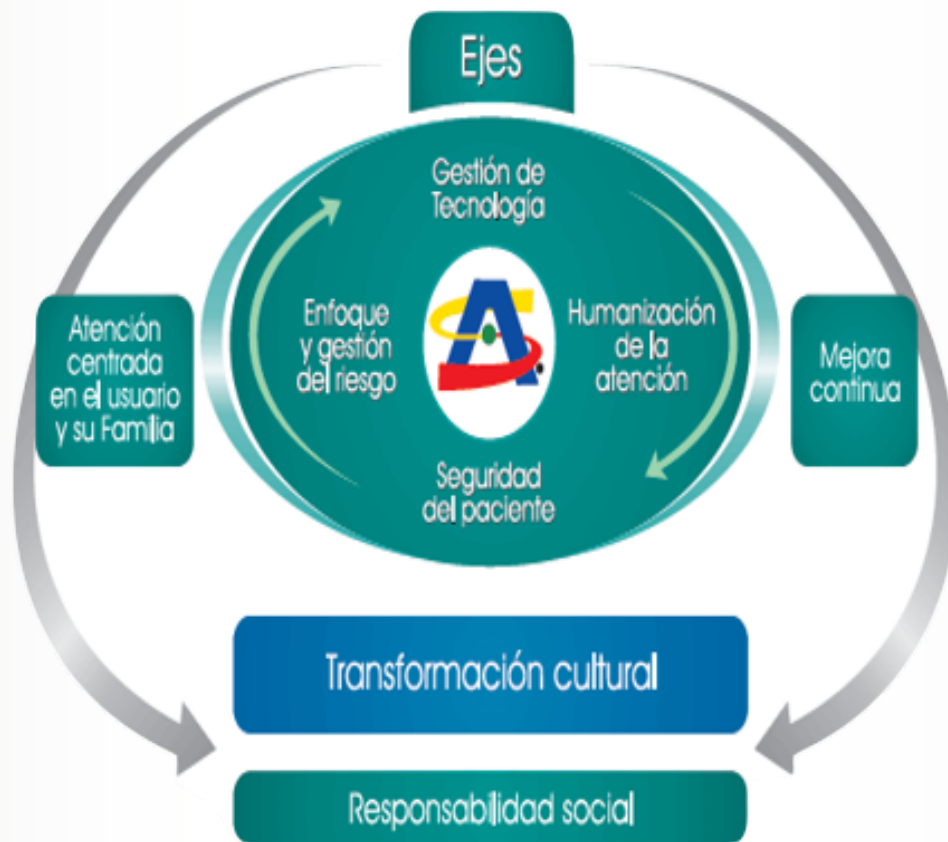 Ejes
Gestión de
Tecnología
Atención
centrada
en el usuario
y su Familia
Enfoque
y gestión
del riesgo
Humanización
de la
atención
Mejora
continua
Seguridad
del paciente
Transformación cultural
Responsabilidad social